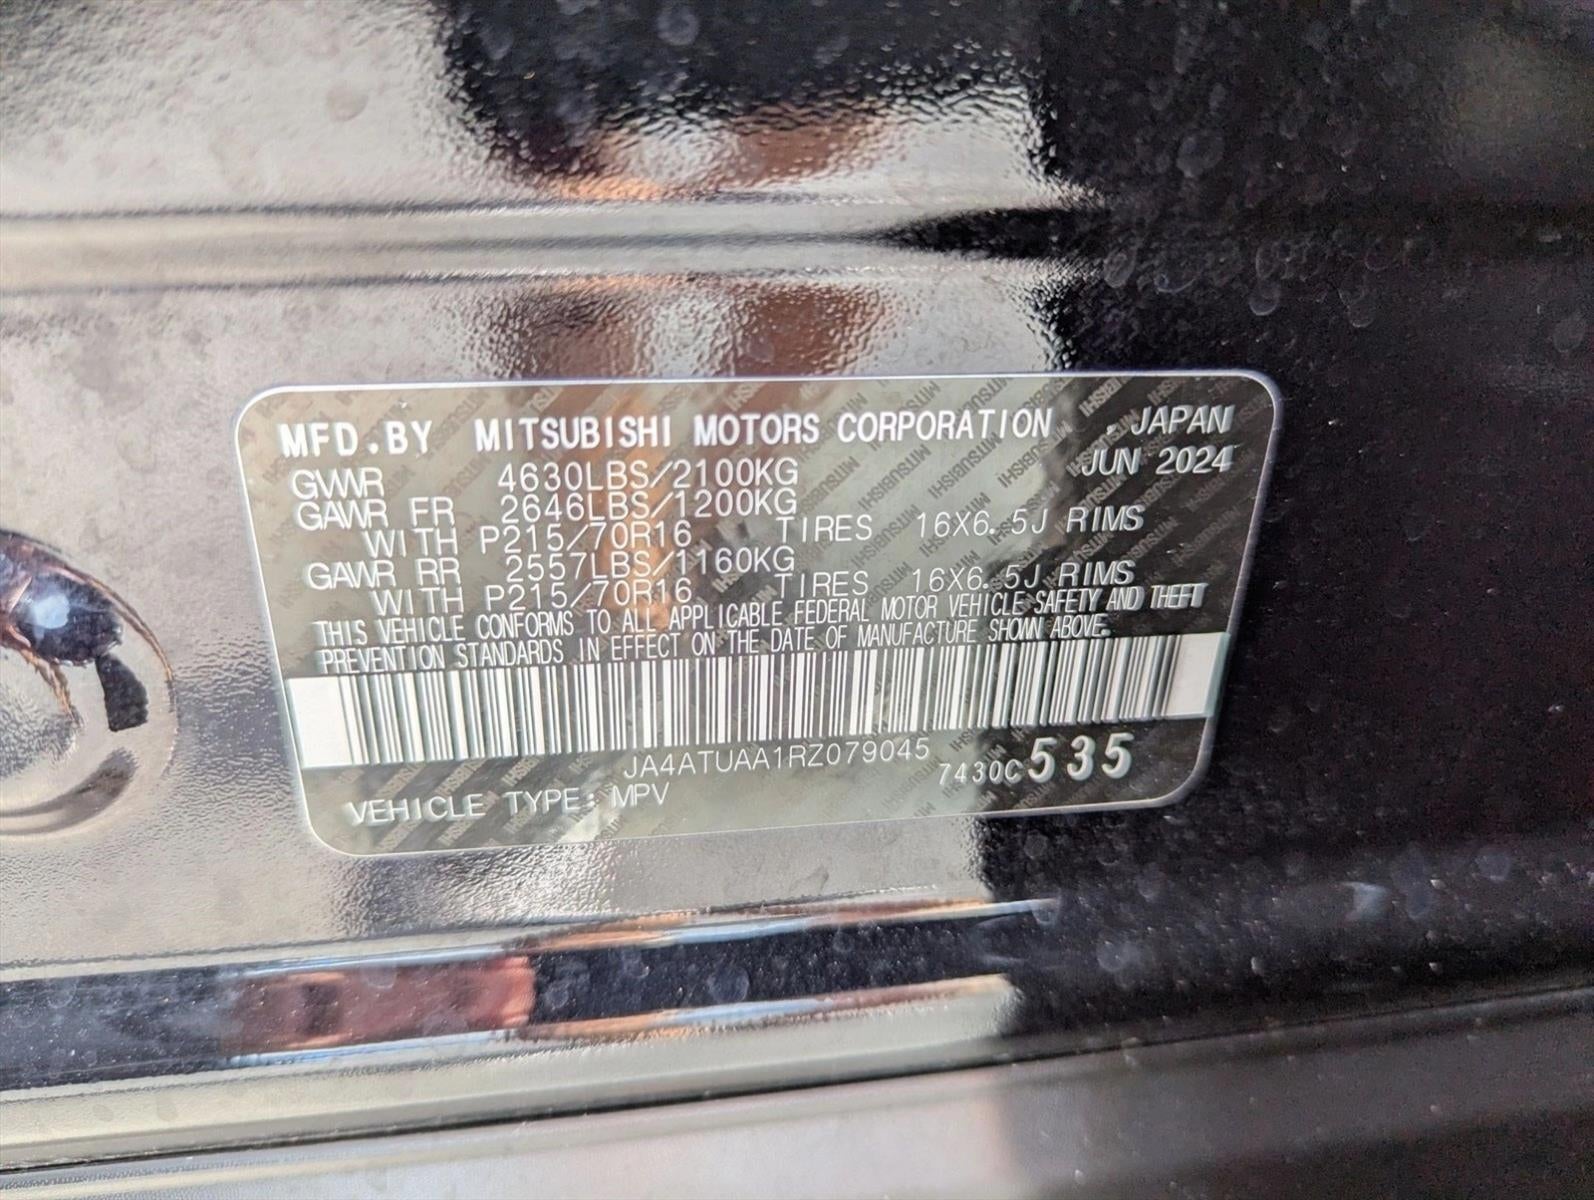 MFD.BY MITSUBISHI MOTORS CORPORATION , JAPAN
GVWR 4630LBS/2100KG JUN 2024
GAWR FR 2646LBS/1200KG
WITH P215/70R16 TIRES 16X6.5J RIMS
GAWR RR 2557LBS/1160KG
WITH P215/70R16 TIRES 16X6.5J RIMS
THIS VEHICLE CONFORMS TO ALL APPLICABLE FEDERAL MOTOR VEHICLE SAFETY AND THEFT
PREVENTION STANDARDS IN EFFECT ON THE DATE OF MANUFACTURE SHOWN ABOVE.
JA4ATUAA1RZ079045 7430C535
VEHICLE TYPE: MPV